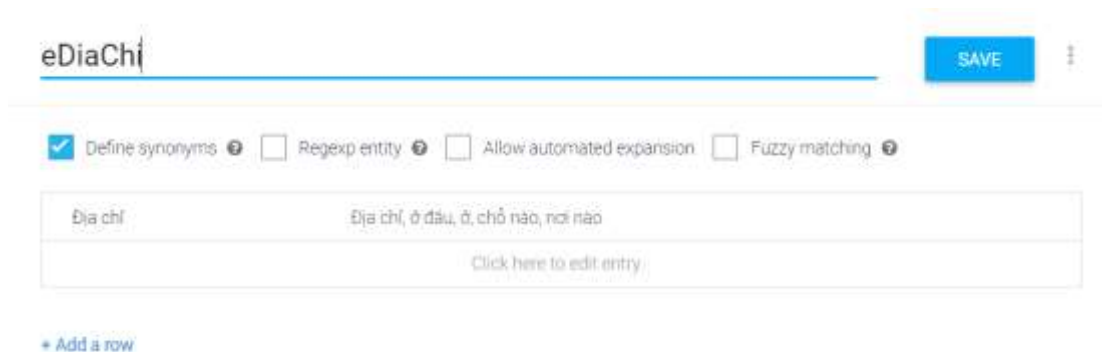 eDiaChi
SAVE
Define synonyms Regexp entity Allow automated expansion Fuzzy matching
Địa chỉ Địa chỉ, ở đâu, ở, chỗ nào, nơi nào
Click here to edit entry
+ Add a row